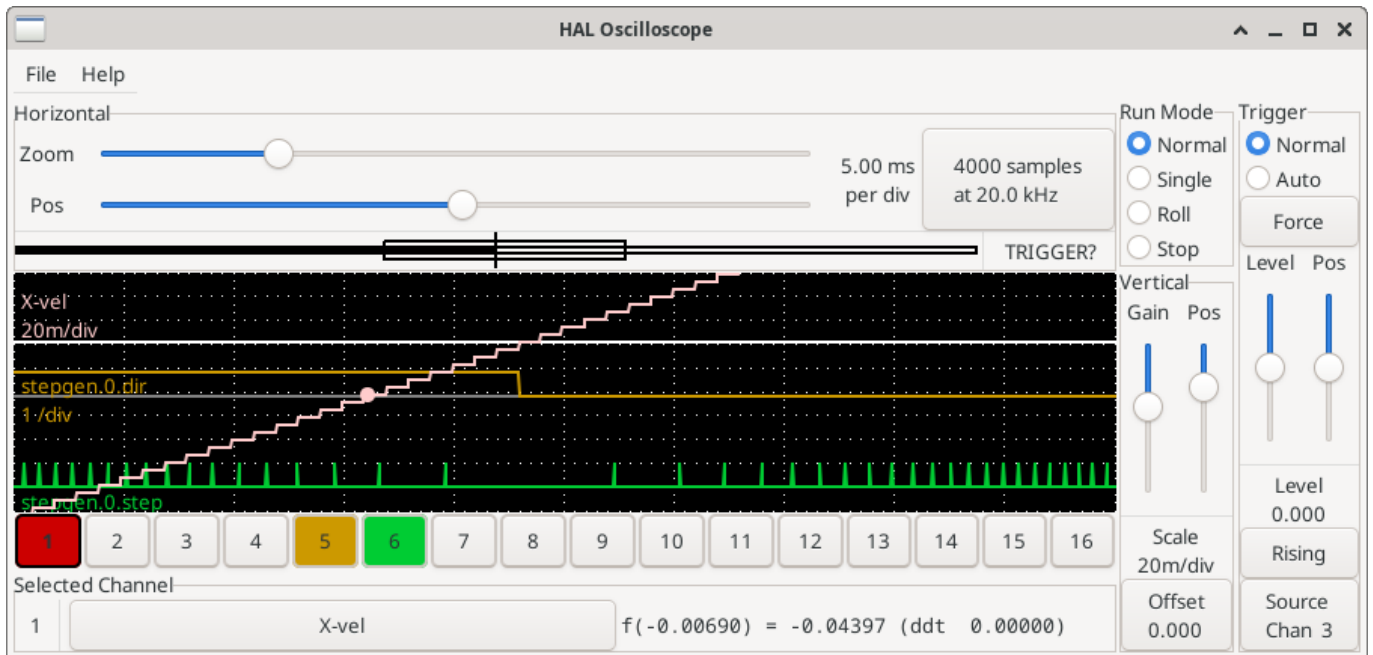 HAL Oscilloscope
File Help
Horizontal
Zoom
Pos
5.00 ms
per div
4000 samples
at 20.0 kHz
TRIGGER?
Run Mode
Normal
Single
Roll
Stop
Trigger
Normal
Auto
Force
Level Pos
Vertical
Gain Pos
X-vel
20m/div
stepgen.0.dir
1 /div
stepgen.0.step
1 2 3 4 5 6 7 8 9 10 11 12 13 14 15 16
Scale
20m/div
Offset
0.000
Level
0.000
Rising
Source
Chan 3
Selected Channel
1 X-vel f(-0.00690) = -0.04397 (ddt 0.00000)